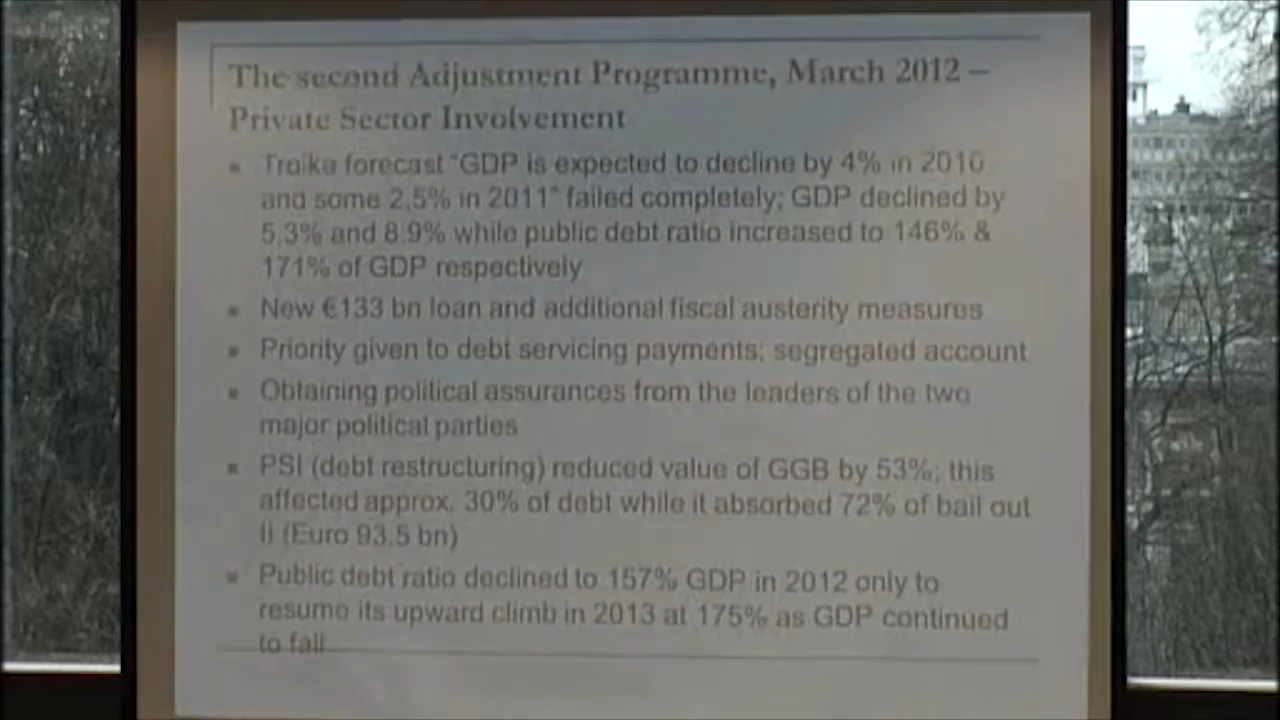 The second Adjustment Programme, March 2012 –
Private Sector Involvement
▪ Troika forecast “GDP is expected to decline by 4% in 2010
and some 2,5% in 2011” failed completely; GDP declined by
5,3% and 8,9% while public debt ratio increased to 146% &
171% of GDP respectively
▪ New €133 bn loan and additional fiscal austerity measures
▪ Priority given to debt servicing payments; segregated account
▪ Obtaining political assurances from the leaders of the two
major political parties
▪ PSI (debt restructuring) reduced value of GGB by 53%; this
affected approx. 30% of debt while it absorbed 72% of bail out
II (Euro 93.5 bn)
▪ Public debt ratio declined to 157% GDP in 2012 only to
resume its upward climb in 2013 at 175% as GDP continued
to fall